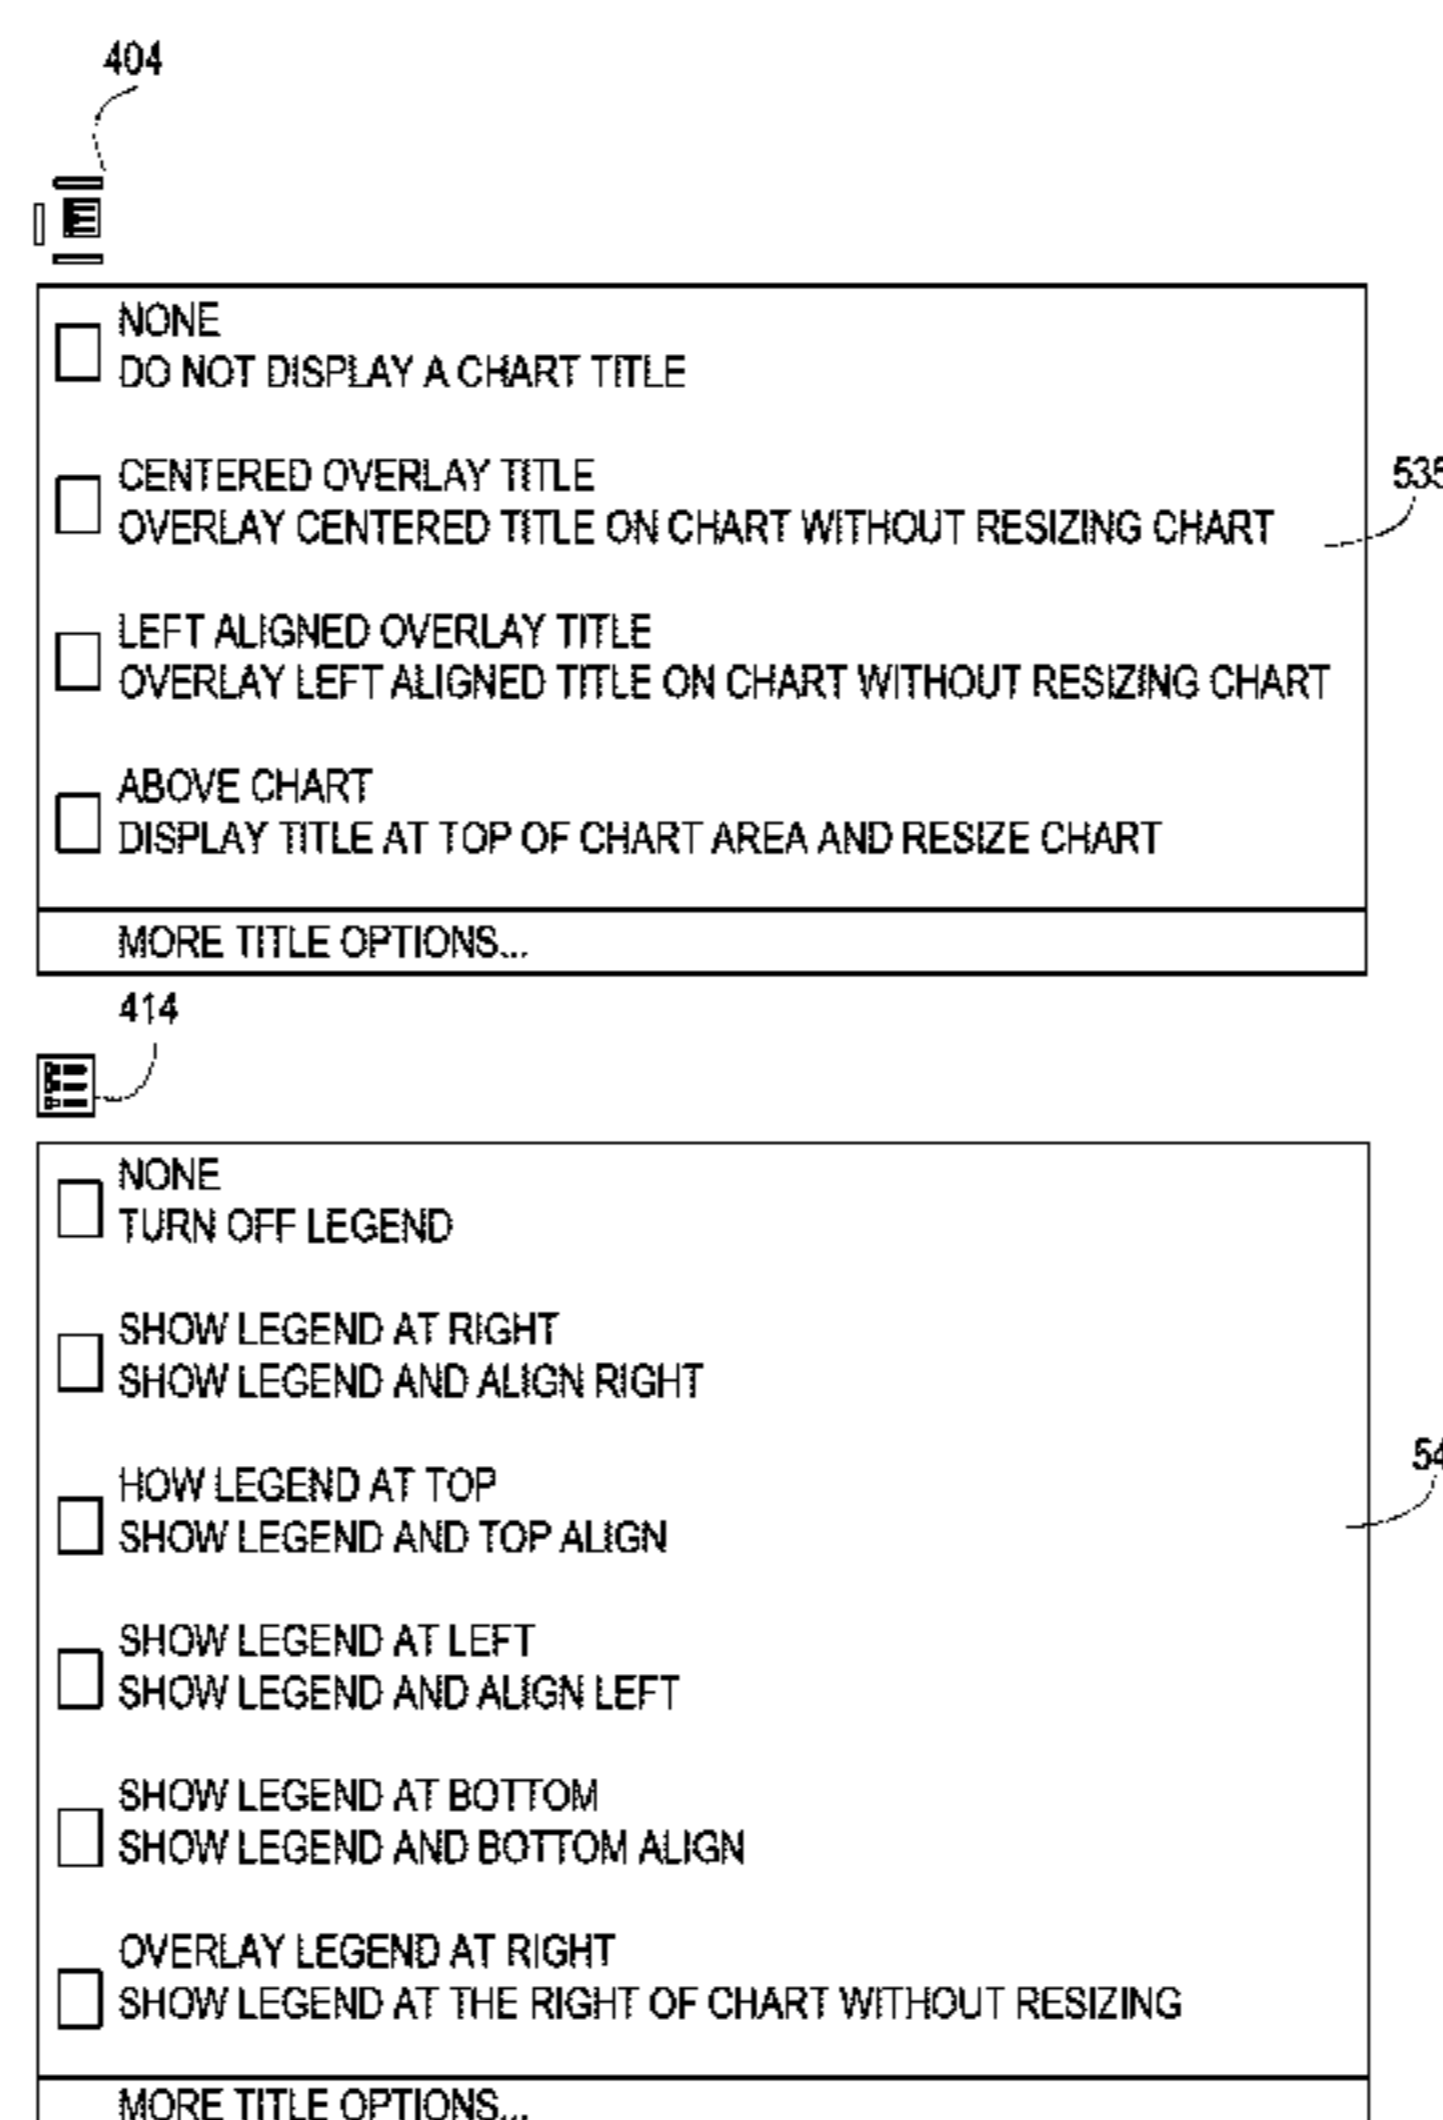 404
NONE
DO NOT DISPLAY A CHART TITLE
CENTERED OVERLAY TITLE
OVERLAY CENTERED TITLE ON CHART WITHOUT RESIZING CHART
535
LEFT ALIGNED OVERLAY TITLE
OVERLAY LEFT ALIGNED TITLE ON CHART WITHOUT RESIZING CHART
ABOVE CHART
DISPLAY TITLE AT TOP OF CHART AREA AND RESIZE CHART
MORE TITLE OPTIONS...
414
NONE
TURN OFF LEGEND
SHOW LEGEND AT RIGHT
SHOW LEGEND AND ALIGN RIGHT
HOW LEGEND AT TOP
SHOW LEGEND AND TOP ALIGN
SHOW LEGEND AT LEFT
SHOW LEGEND AND ALIGN LEFT
SHOW LEGEND AT BOTTOM
SHOW LEGEND AND BOTTOM ALIGN
OVERLAY LEGEND AT RIGHT
SHOW LEGEND AT THE RIGHT OF CHART WITHOUT RESIZING
MORE TITLE OPTIONS...